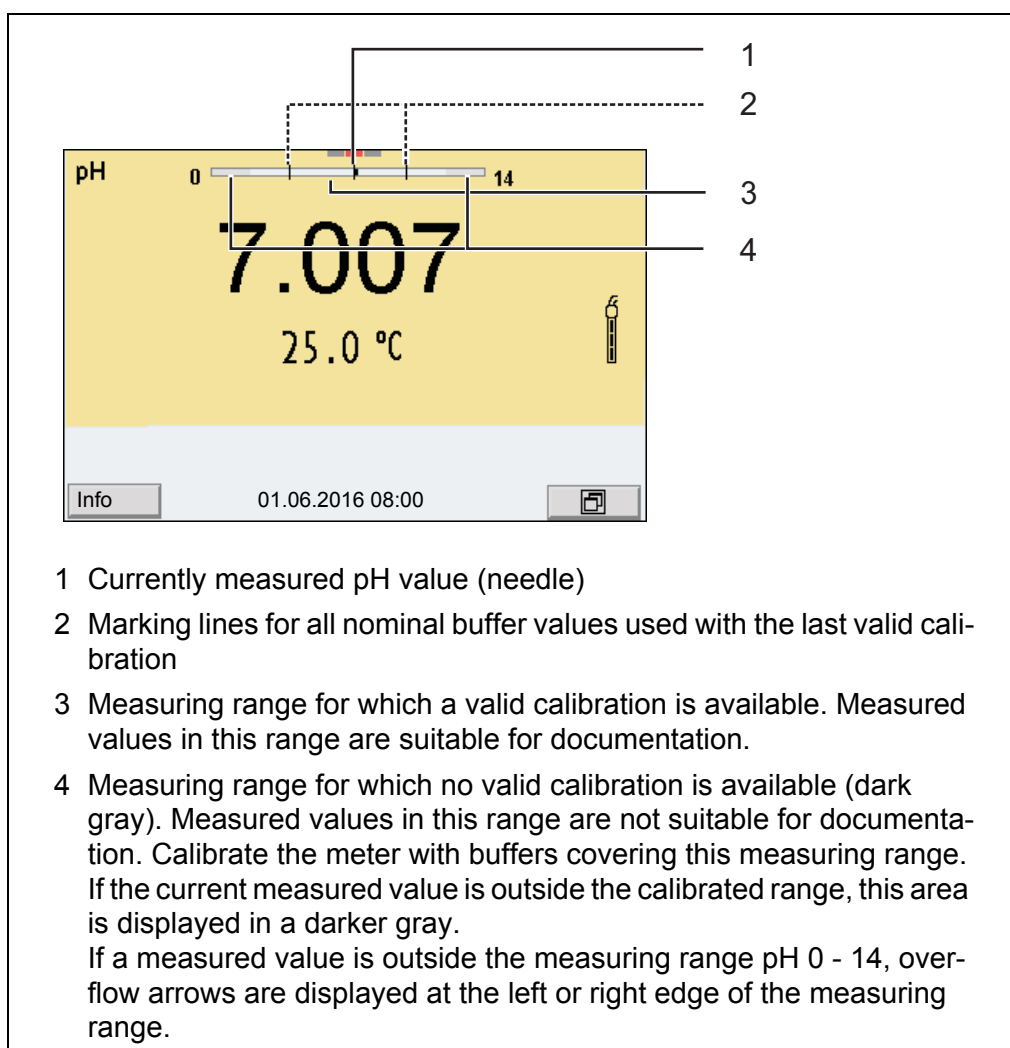 1
2
pH
0
14
3
7.007
4
25.0 °C
Info
01.06.2016 08:00
1 Currently measured pH value (needle)
2 Marking lines for all nominal buffer values used with the last valid cali-
bration
3 Measuring range for which a valid calibration is available. Measured
values in this range are suitable for documentation.
4 Measuring range for which no valid calibration is available (dark
gray). Measured values in this range are not suitable for documenta-
tion. Calibrate the meter with buffers covering this measuring range.
If the current measured value is outside the calibrated range, this area
is displayed in a darker gray.
If a measured value is outside the measuring range pH 0 - 14, over-
flow arrows are displayed at the left or right edge of the measuring
range.